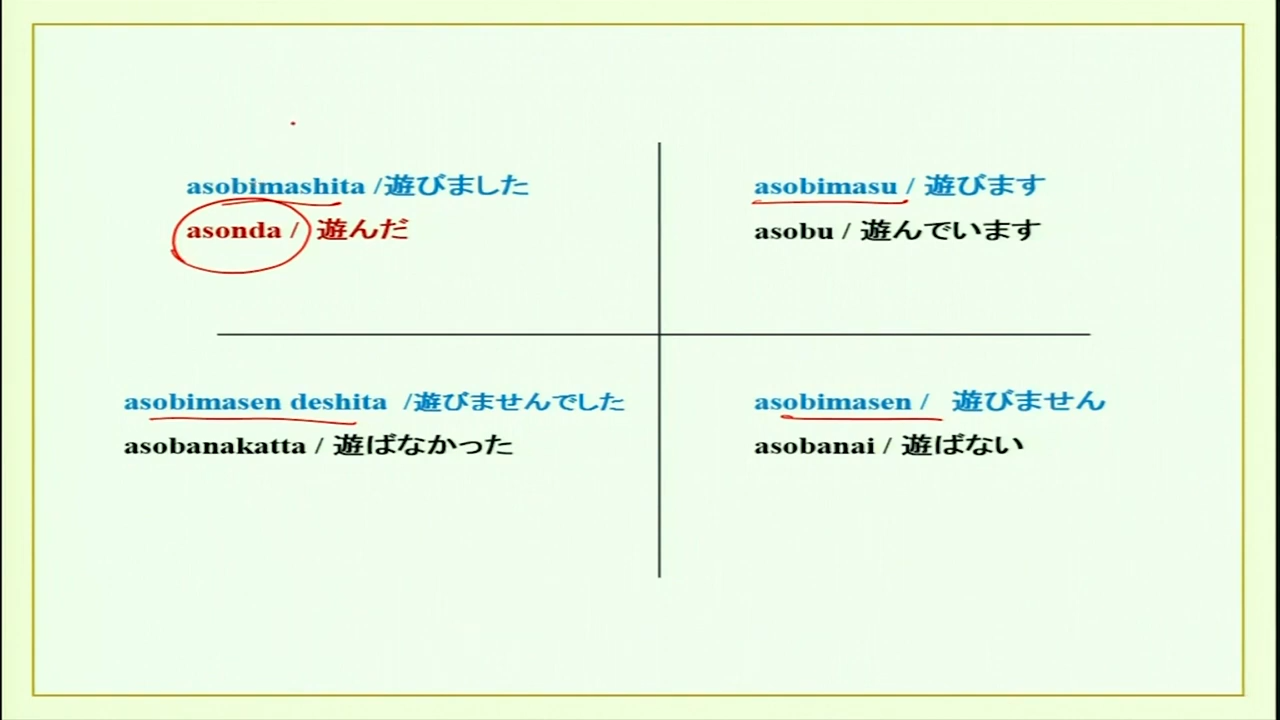 asobimashita /遊びました
asonda / 遊んだ
asobimasu / 遊びます
asobu / 遊んでいます
asobimasen deshita /遊びませんでした
asobanakatta / 遊ばなかった
asobimasen / 遊びません
asobanai / 遊ばない